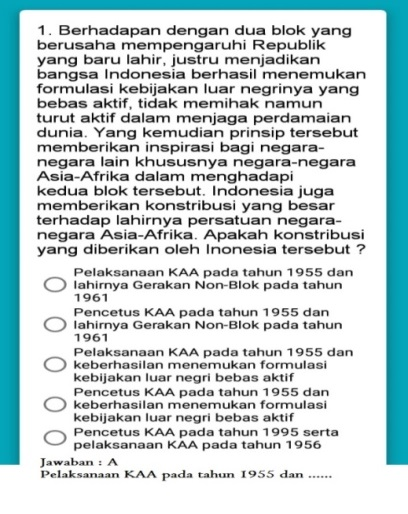 1. Berhadapan dengan dua blok yang
berusaha mempengaruhi Republik
yang baru lahir, justru menjadikan
bangsa Indonesia berhasil menemukan
formulasi kebijakan luar negrinya yang
bebas aktif, tidak memihak namun
turut aktif dalam menjaga perdamaian
dunia. Yang kemudian prinsip tersebut
memberikan inspirasi bagi negara-
negara lain khususnya negara-negara
Asia-Afrika dalam menghadapi
kedua blok tersebut. Indonesia juga
memberikan konstribusi yang besar
terhadap lahirnya persatuan negara-
negara Asia-Afrika. Apakah konstribusi
yang diberikan oleh Inonesia tersebut ?
Pelaksanaan KAA pada tahun 1955 dan
lahirnya Gerakan Non-Blok pada tahun
1961
Pencetus KAA pada tahun 1955 dan
lahirnya Gerakan Non-Blok pada tahun
1961
Pelaksanaan KAA pada tahun 1955 dan
keberhasilan menemukan formulasi
kebijakan luar negri bebas aktif
Pencetus KAA pada tahun 1955 dan
keberhasilan menemukan formulasi
kebijakan luar negri bebas aktif
Pencetus KAA pada tahun 1995 serta
pelaksanaan KAA pada tahun 1956
Jawaban : A
Pelaksanaan KAA pada tahun 1955 dan ......